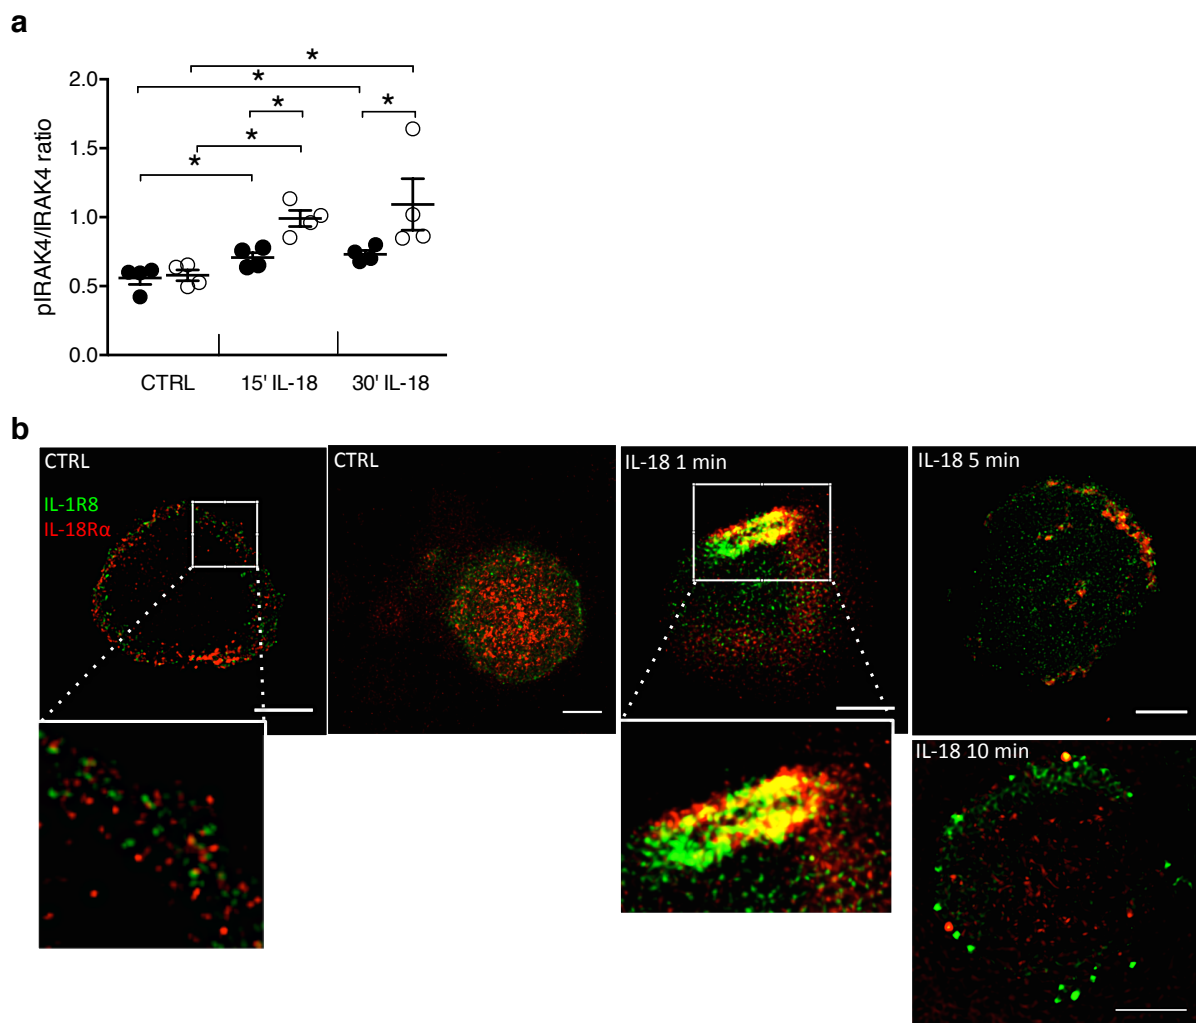 a
* * * * * *
pIRAK4/IRAK4 ratio
2.0
1.5
1.0
0.5
0.0
CTRL 15' IL-18 30' IL-18
b
CTRL
IL-1R8
IL-18Rα
CTRL
IL-18 1 min
IL-18 5 min
IL-18 10 min